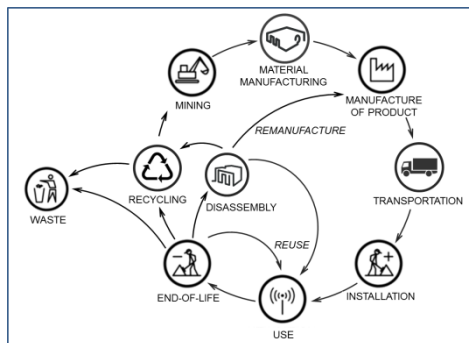 MATERIAL
MANUFACTURING
MINING
MANUFACTURE
OF PRODUCT
REMANUFACTURE
RECYCLING
DISASSEMBLY
TRANSPORTATION
WASTE
REUSE
END-OF-LIFE
INSTALLATION
USE